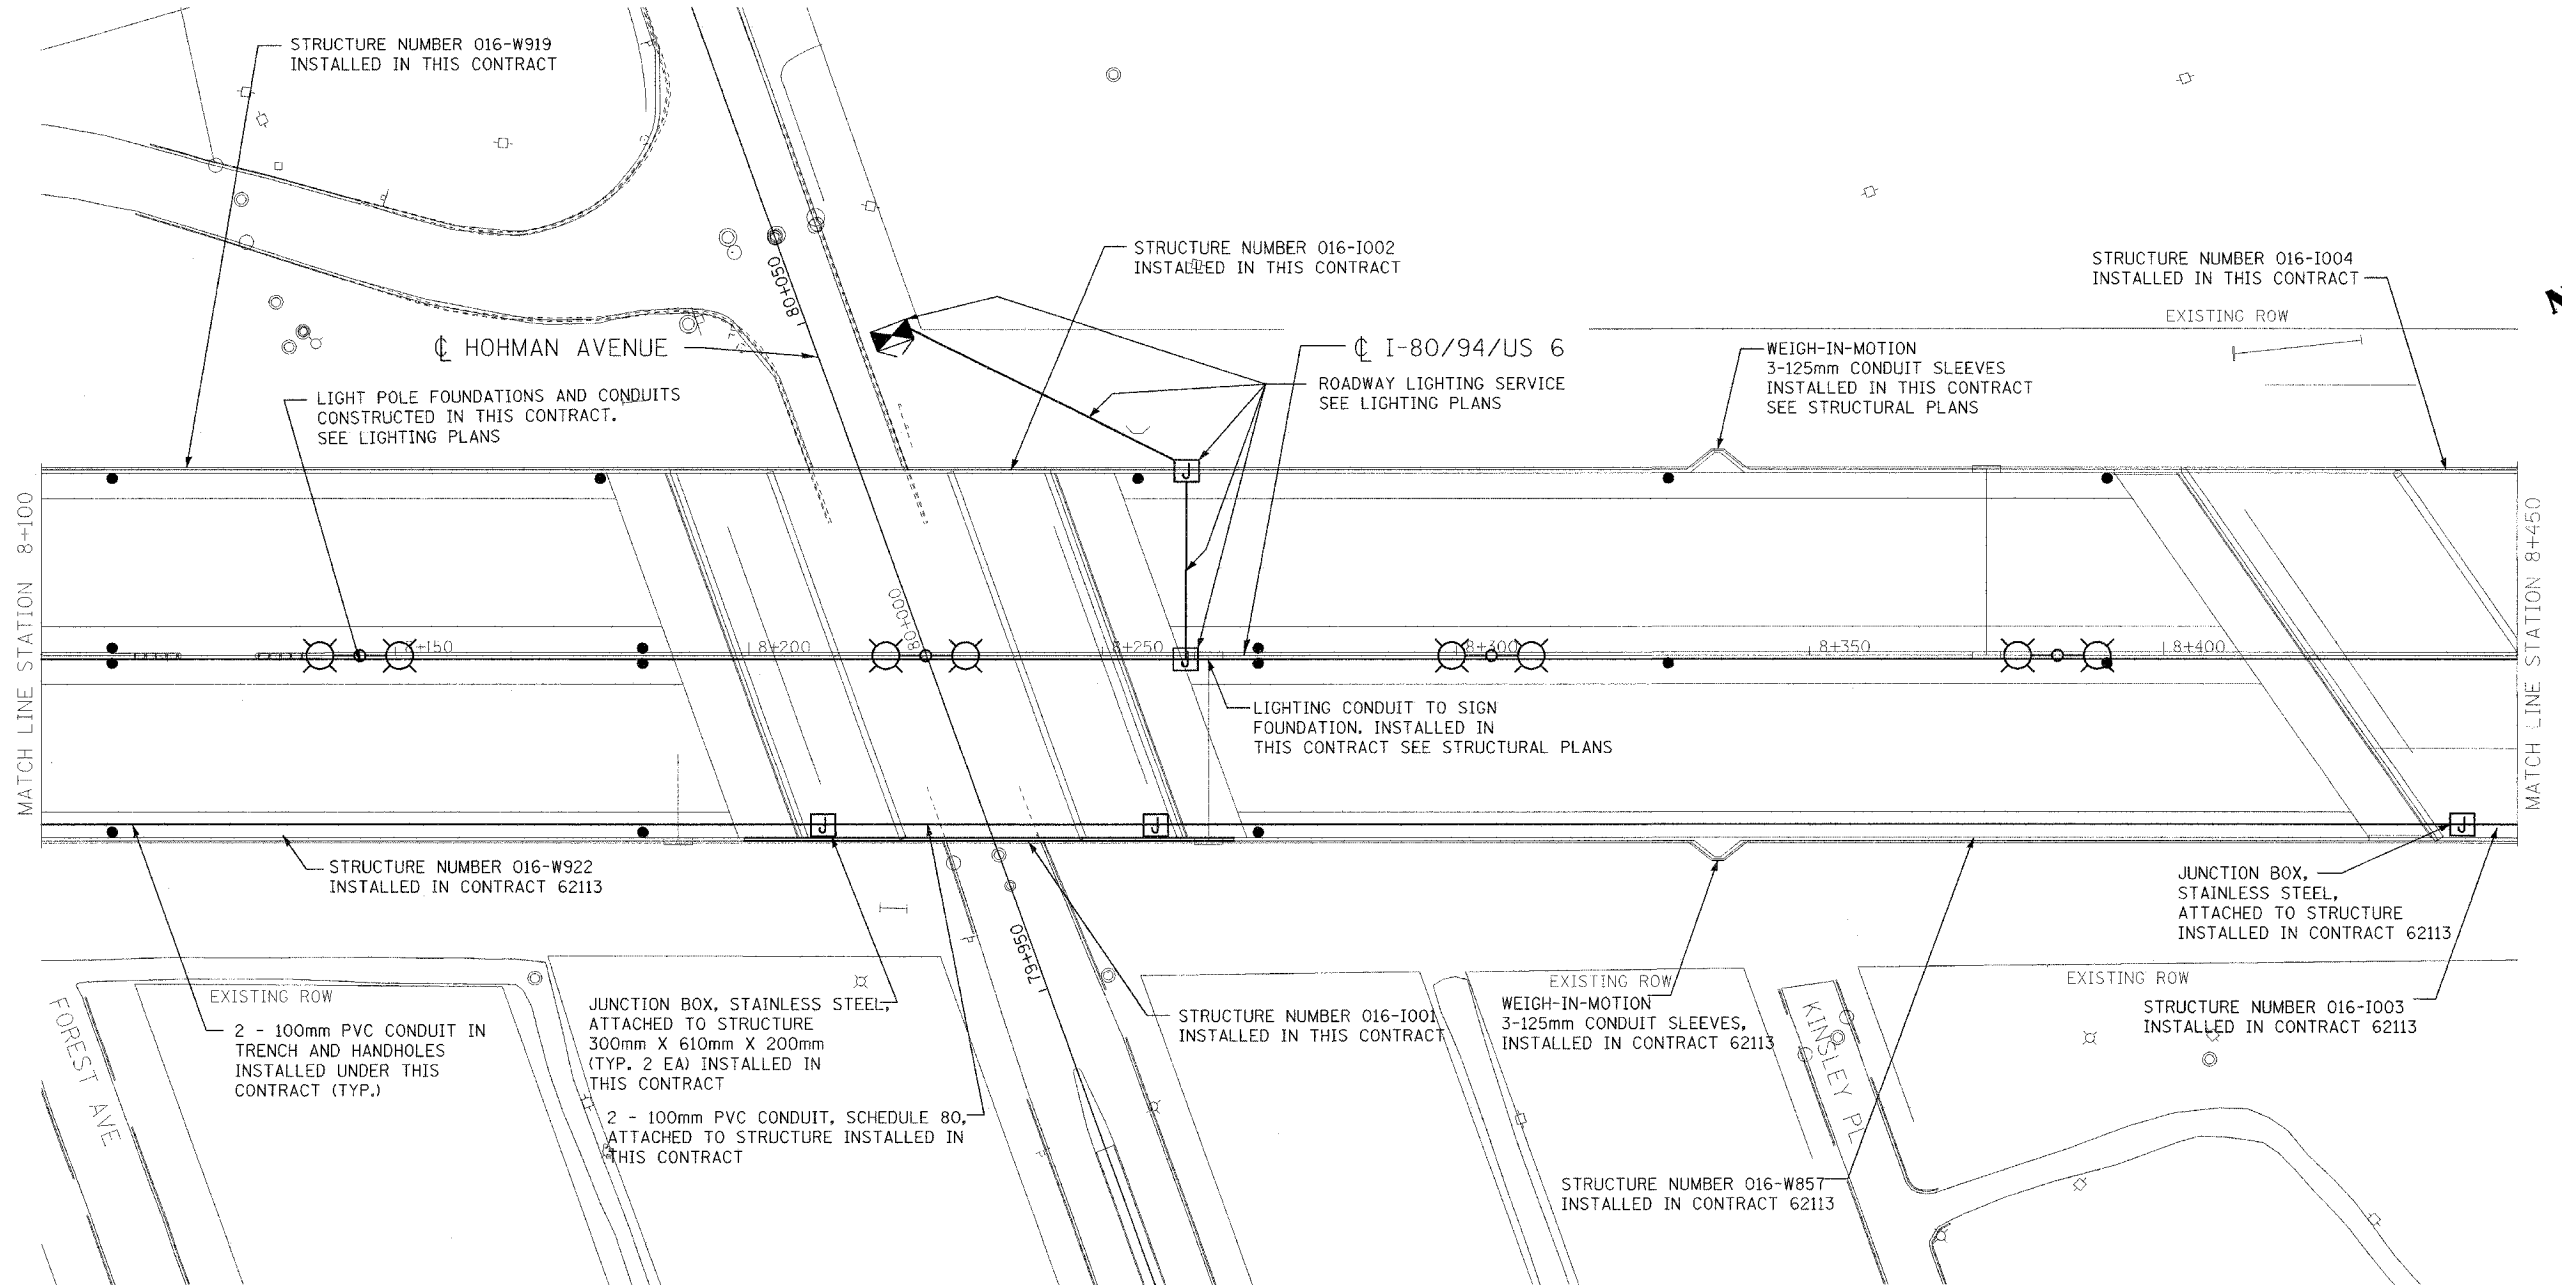 STRUCTURE NUMBER 016-W919
INSTALLED IN THIS CONTRACT
STRUCTURE NUMBER 016-I002
INSTALLED IN THIS CONTRACT
STRUCTURE NUMBER 016-I004
INSTALLED IN THIS CONTRACT
EXISTING ROW
80+050
℄ HOHMAN AVENUE
℄ I-80/94/US 6
ROADWAY LIGHTING SERVICE
SEE LIGHTING PLANS
WEIGH-IN-MOTION
3-125mm CONDUIT SLEEVES
INSTALLED IN THIS CONTRACT
SEE STRUCTURAL PLANS
LIGHT POLE FOUNDATIONS AND CONDUITS
CONSTRUCTED IN THIS CONTRACT.
SEE LIGHTING PLANS
J
MATCH LINE STATION 8+100
MATCH LINE STATION 8+450
80+000
8+200
8+250
8+300
8+350
8+400
J
LIGHTING CONDUIT TO SIGN
FOUNDATION. INSTALLED IN
THIS CONTRACT SEE STRUCTURAL PLANS
J
J
J
STRUCTURE NUMBER 016-W922
INSTALLED IN CONTRACT 62113
JUNCTION BOX,
STAINLESS STEEL,
ATTACHED TO STRUCTURE
INSTALLED IN CONTRACT 62113
79+950
EXISTING ROW
EXISTING ROW
EXISTING ROW
FOREST AVE
2 - 100mm PVC CONDUIT IN
TRENCH AND HANDHOLES
INSTALLED UNDER THIS
CONTRACT (TYP.)
JUNCTION BOX, STAINLESS STEEL,
ATTACHED TO STRUCTURE
300mm X 610mm X 200mm
(TYP. 2 EA) INSTALLED IN
THIS CONTRACT
2 - 100mm PVC CONDUIT, SCHEDULE 80,
ATTACHED TO STRUCTURE INSTALLED IN
THIS CONTRACT
STRUCTURE NUMBER 016-I001
INSTALLED IN THIS CONTRACT
WEIGH-IN-MOTION
3-125mm CONDUIT SLEEVES,
INSTALLED IN CONTRACT 62113
KINSLEY PL
STRUCTURE NUMBER 016-I003
INSTALLED IN CONTRACT 62113
STRUCTURE NUMBER 016-W857
INSTALLED IN CONTRACT 62113